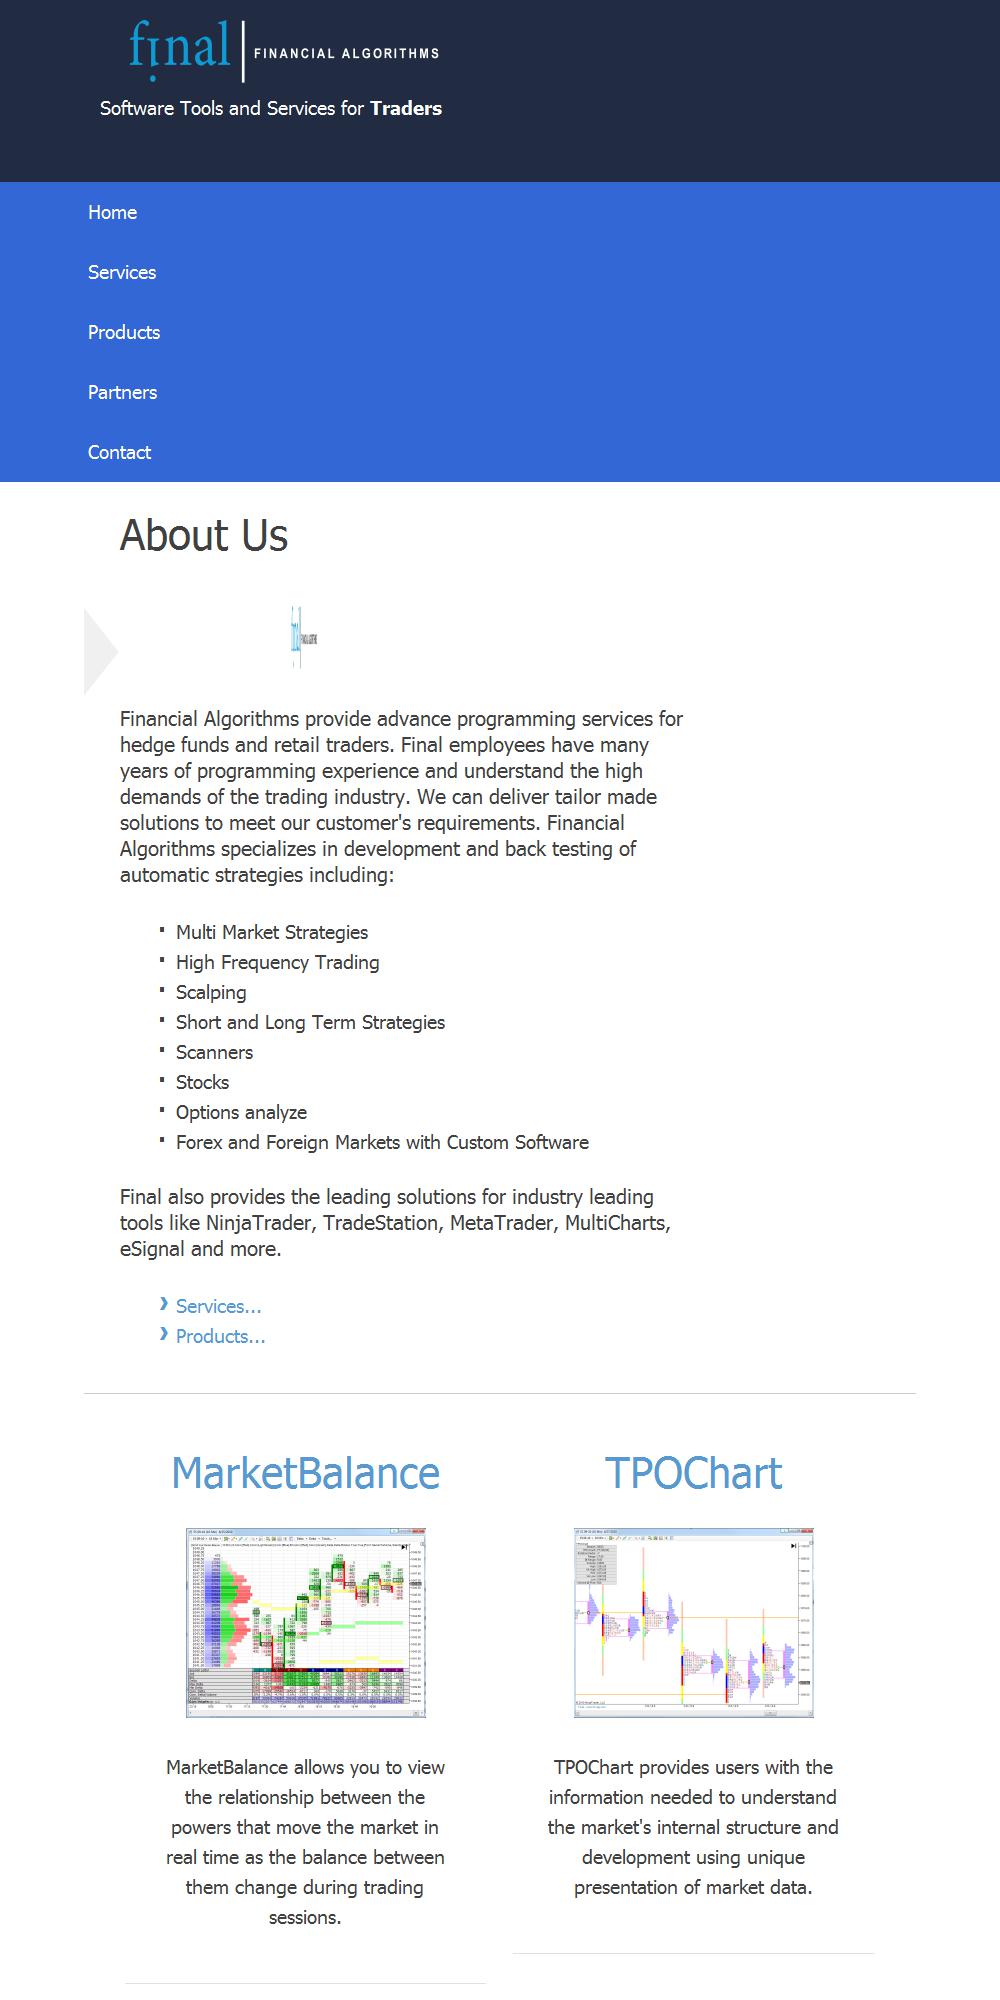 final | FINANCIAL ALGORITHMS
Software Tools and Services for Traders
Home
Services
Products
Partners
Contact
About Us
Financial Algorithms provide advance programming services for
hedge funds and retail traders. Final employees have many
years of programming experience and understand the high
demands of the trading industry. We can deliver tailor made
solutions to meet our customer's requirements. Financial
Algorithms specializes in development and back testing of
automatic strategies including:
Multi Market Strategies
High Frequency Trading
Scalping
Short and Long Term Strategies
Scanners
Stocks
Options analyze
Forex and Foreign Markets with Custom Software
Final also provides the leading solutions for industry leading
tools like NinjaTrader, TradeStation, MetaTrader, MultiCharts,
eSignal and more.
Services...
Products...
MarketBalance
TPOChart
MarketBalance allows you to view
the relationship between the
powers that move the market in
real time as the balance between
them change during trading
sessions.
TPOChart provides users with the
information needed to understand
the market's internal structure and
development using unique
presentation of market data.